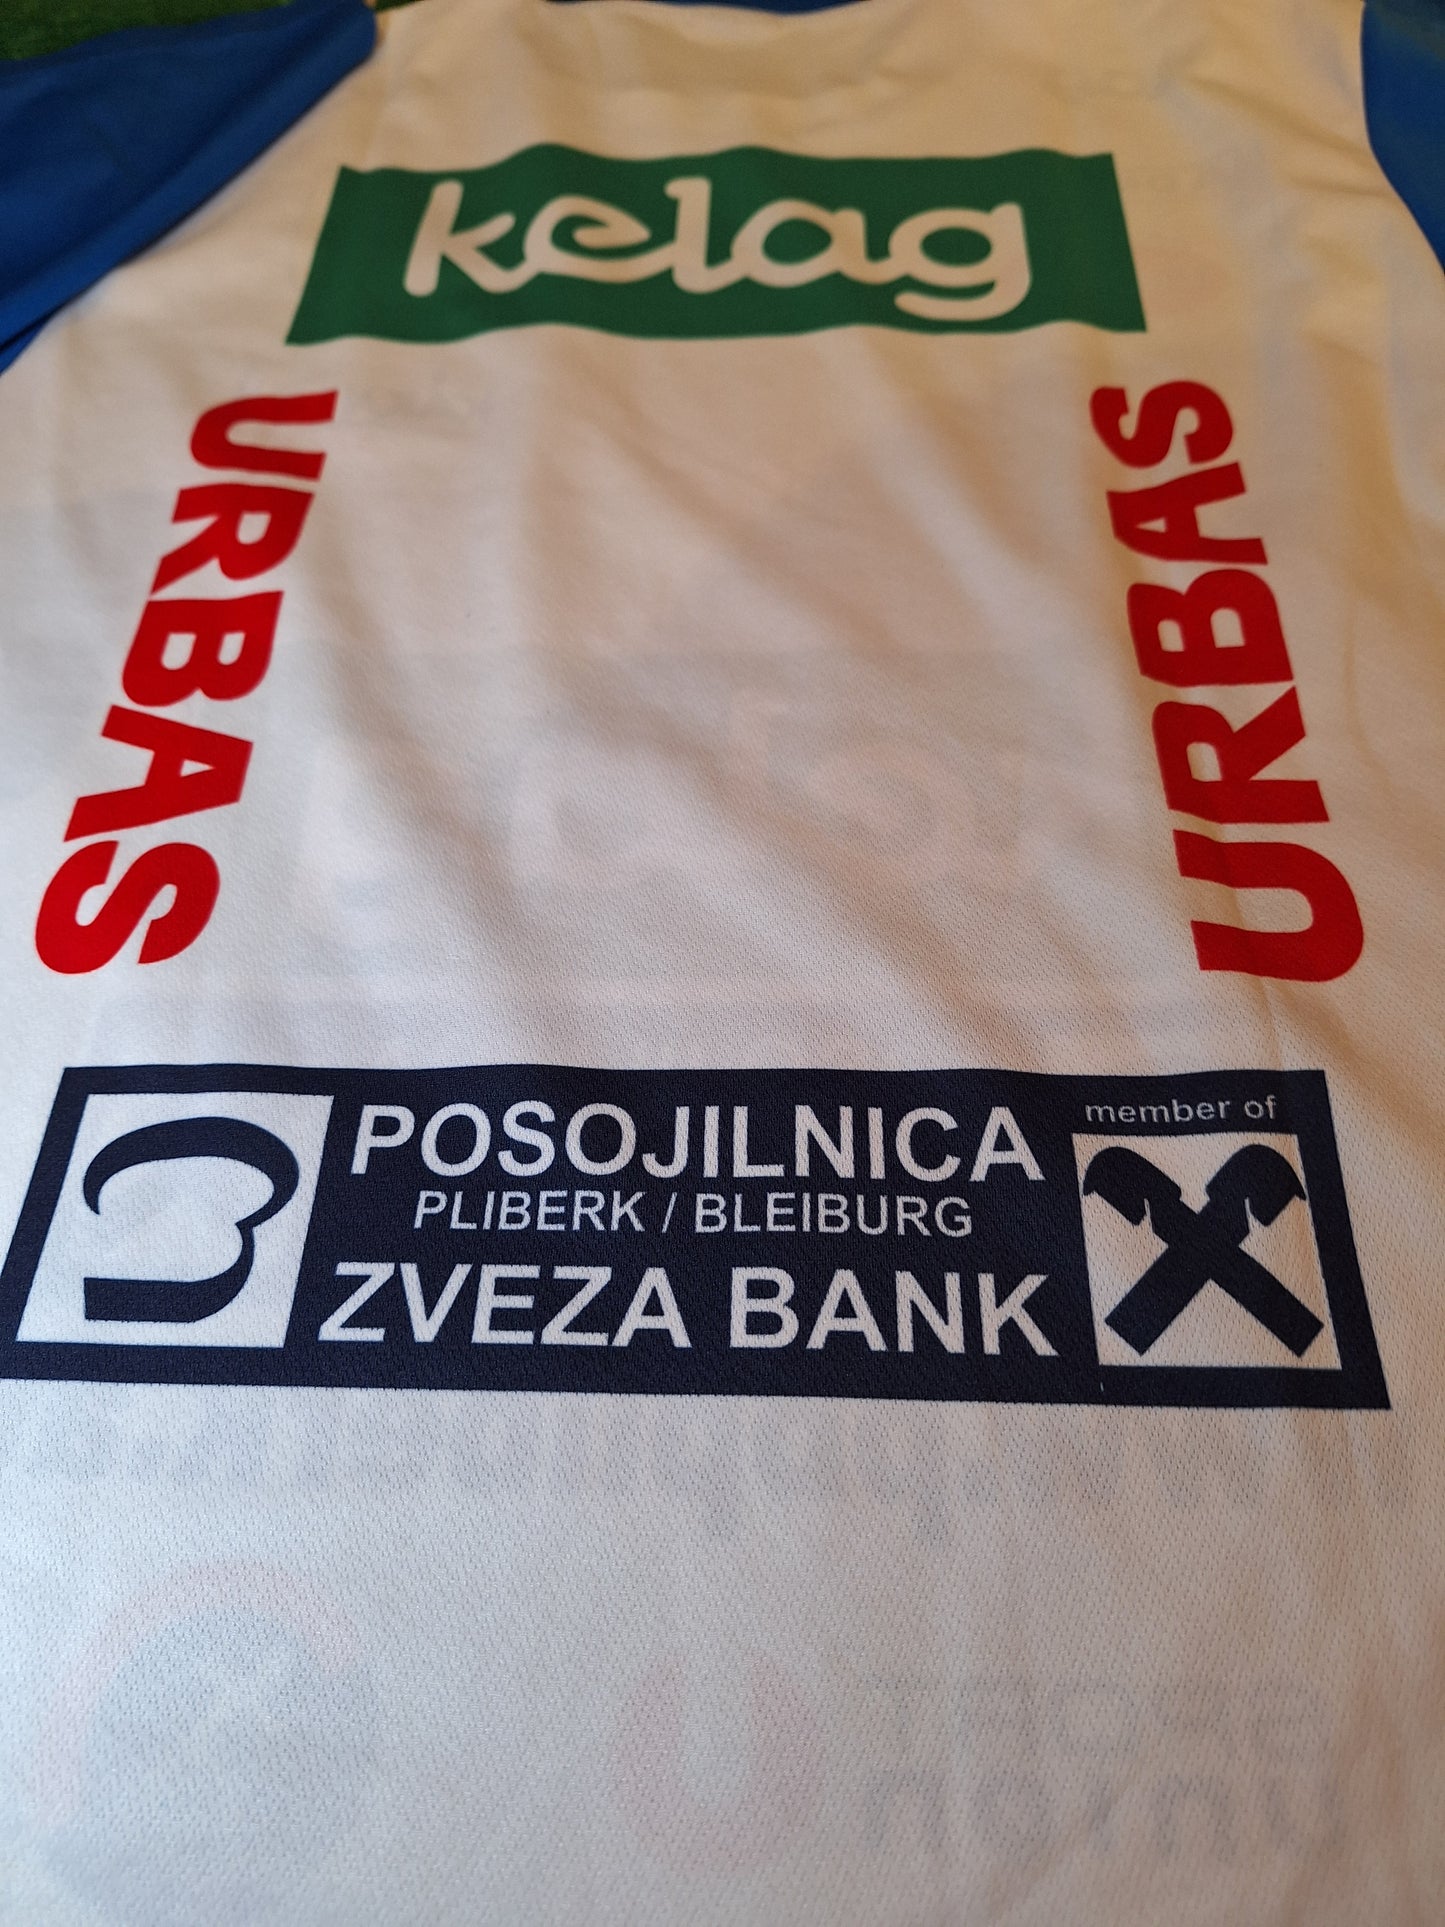 kelag
URBAS
URBAS
POSOJILNICA
PLIBERK / BLEIBURG
ZVEZA BANK
member of